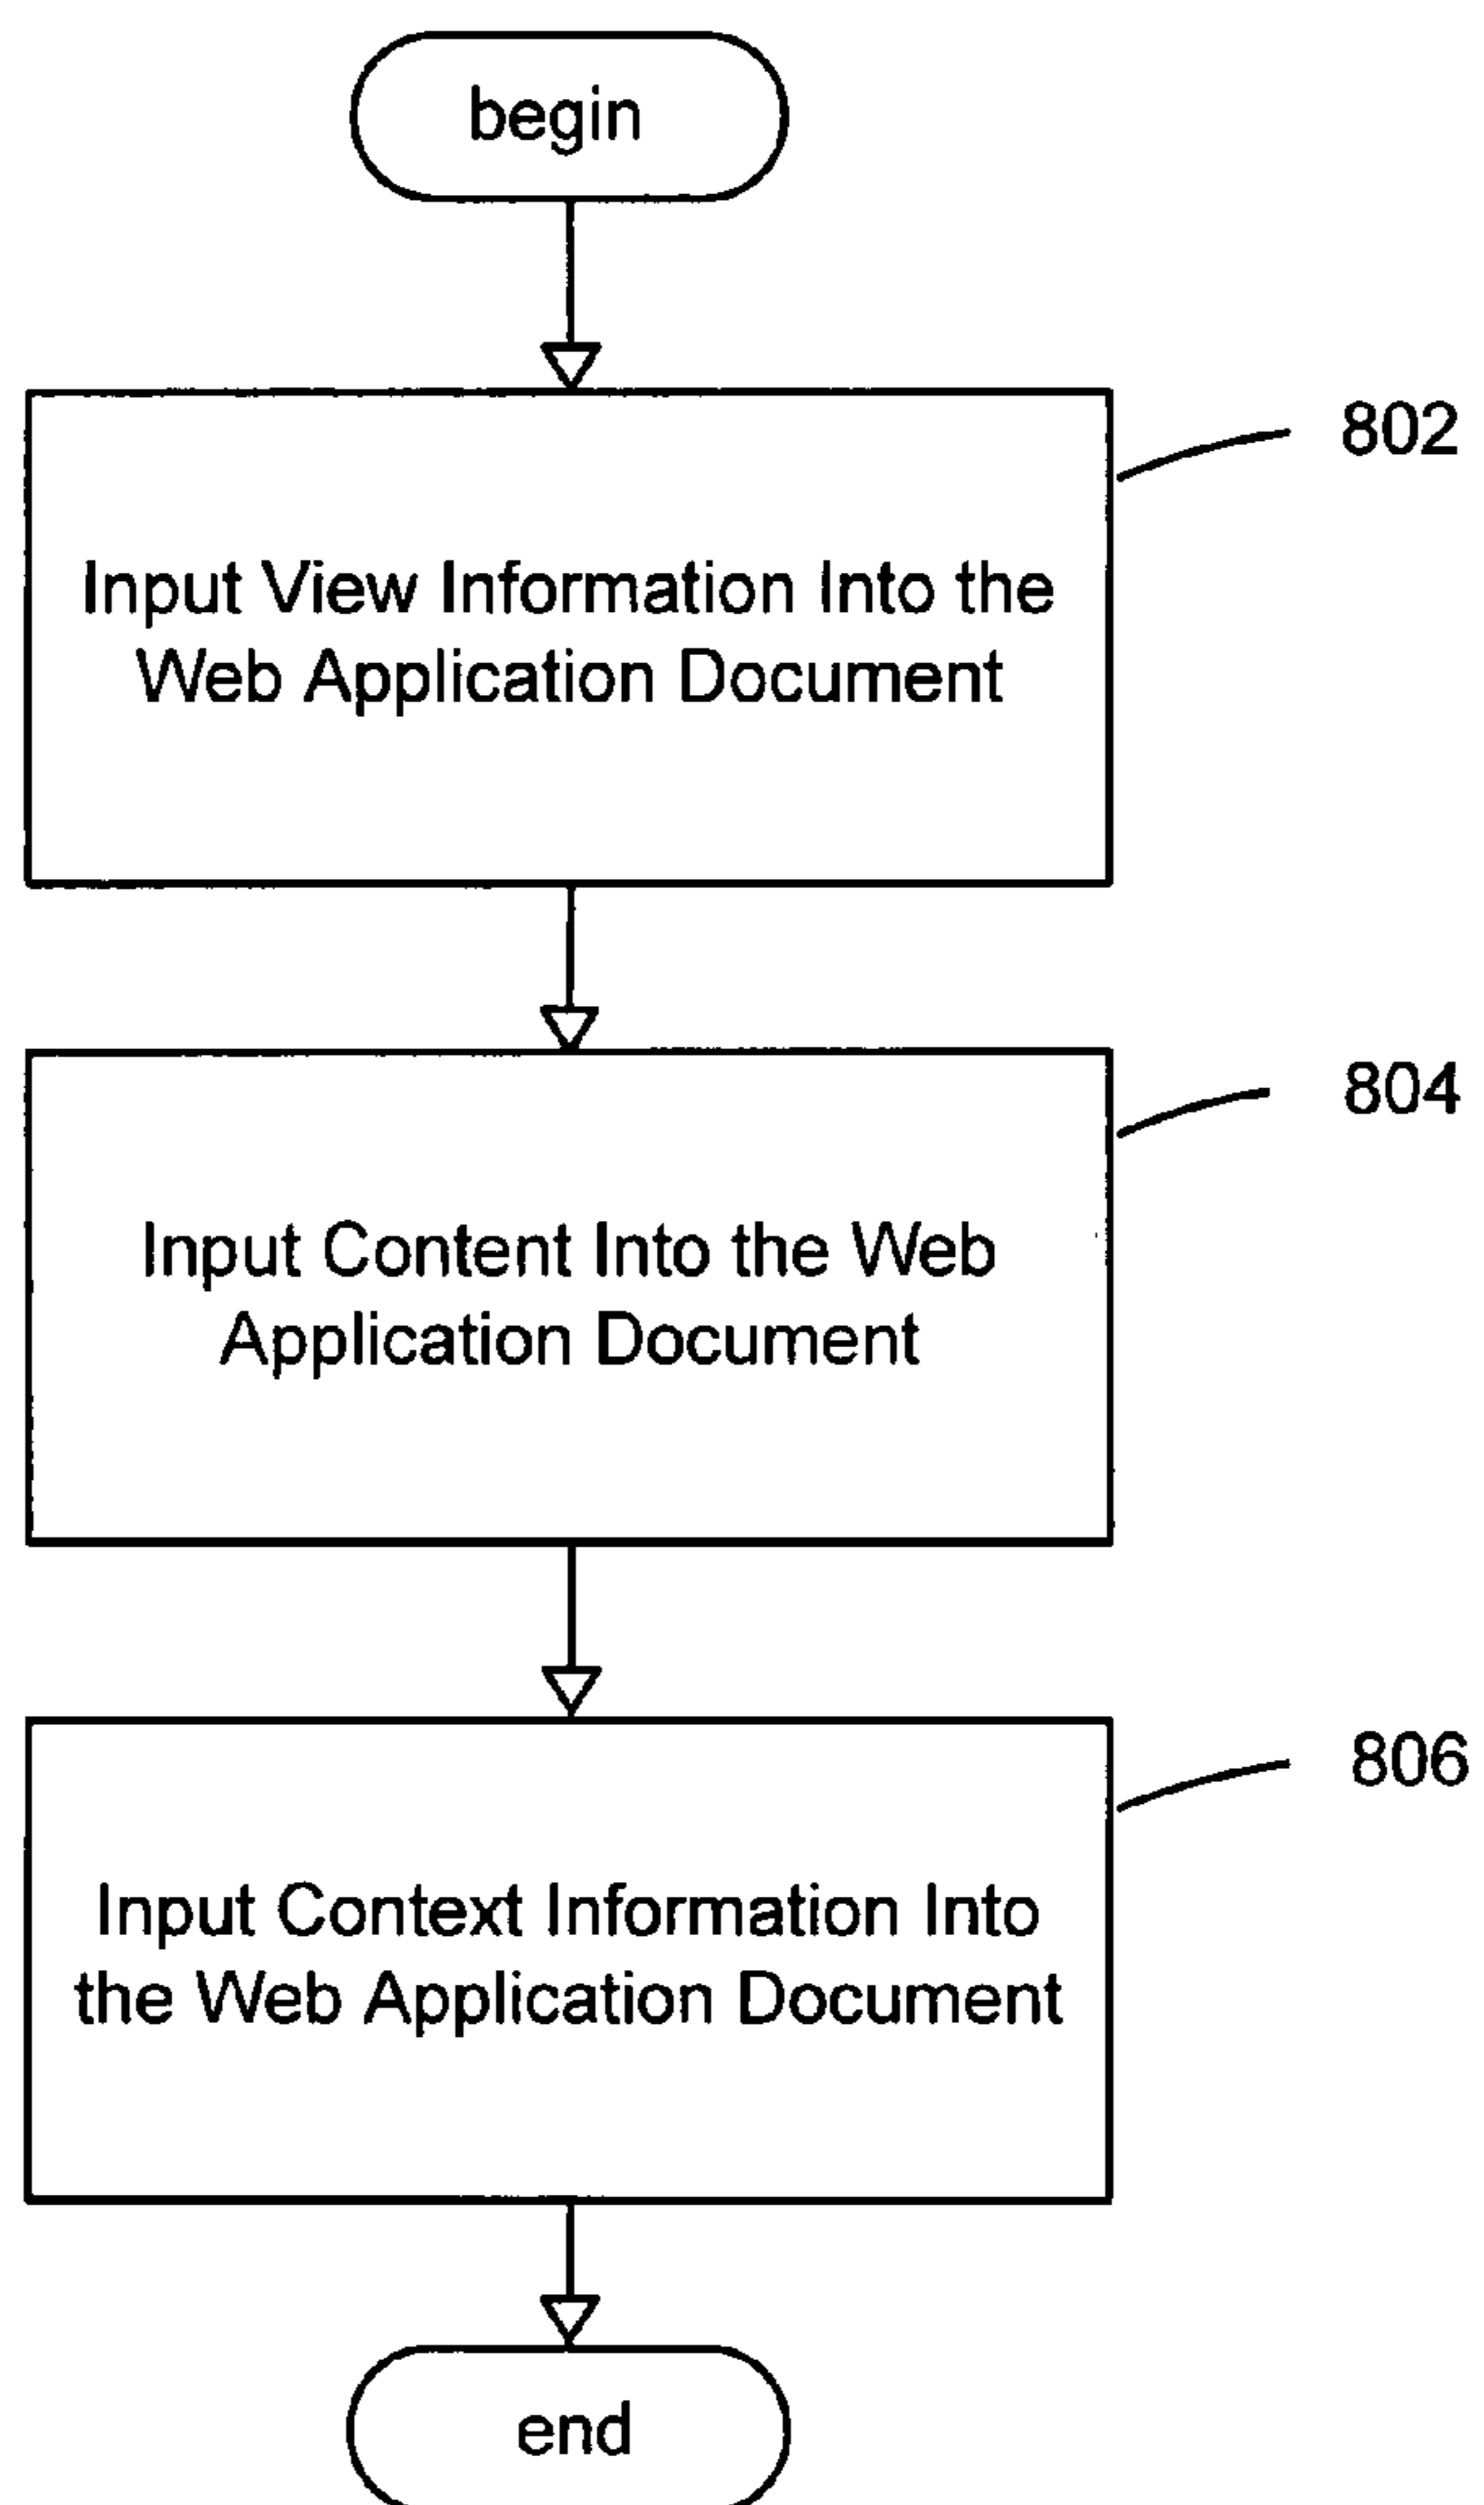 begin
802
Input View Information Into the
Web Application Document
804
Input Content Into the Web
Application Document
806
Input Context Information Into
the Web Application Document
end